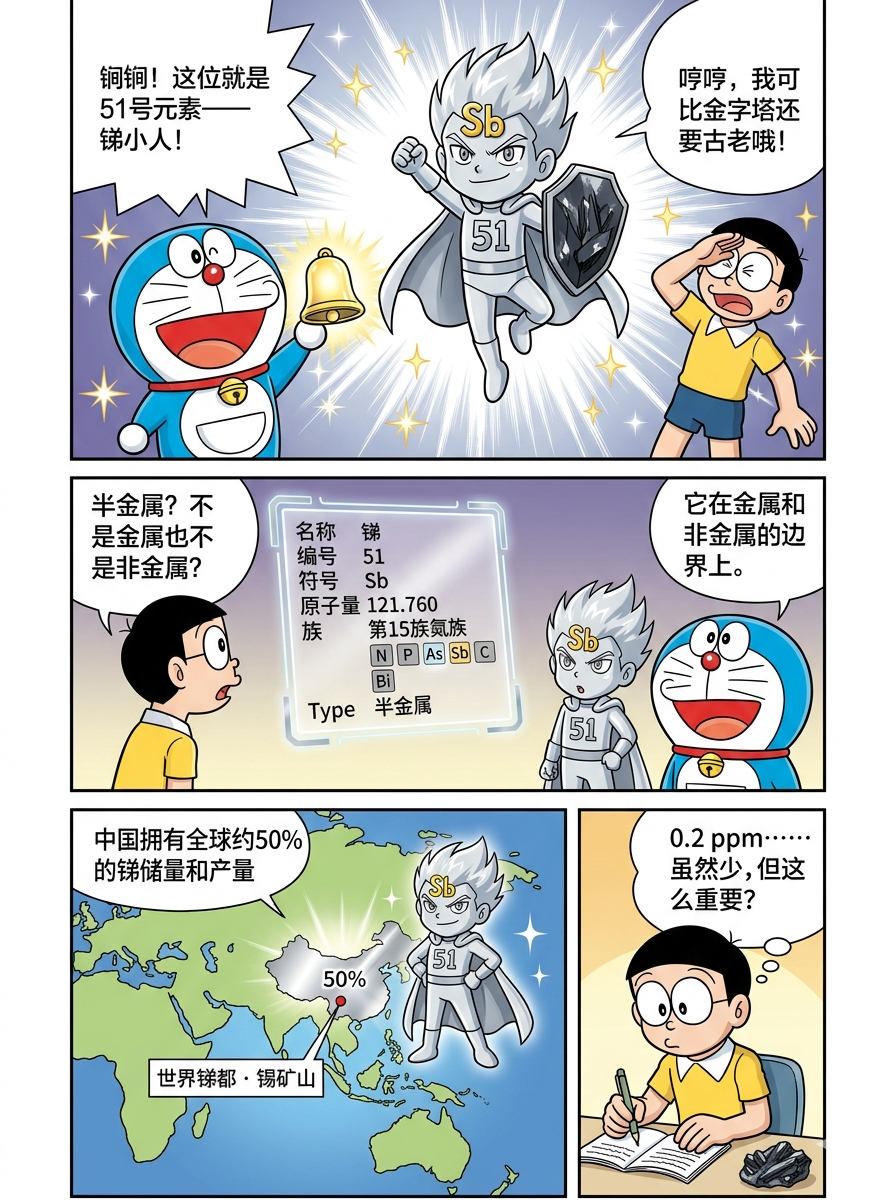 锏锏！这位就是
51号元素——
锑小人！
Sb
哼哼，我可
比金字塔还
要古老哦！
51
半金属？不
是金属也不
是非金属？
名称 锑
编号 51
符号 Sb
原子量 121.760
族 第15族氮族
N P As Sb C
Bi
Type 半金属
它在金属和
非金属的边
界上。
Sb
51
中国拥有全球约50%
的锑储量和产量
Sb
51
50%
世界锑都·锡矿山
0.2 ppm……
虽然少，但这
么重要？